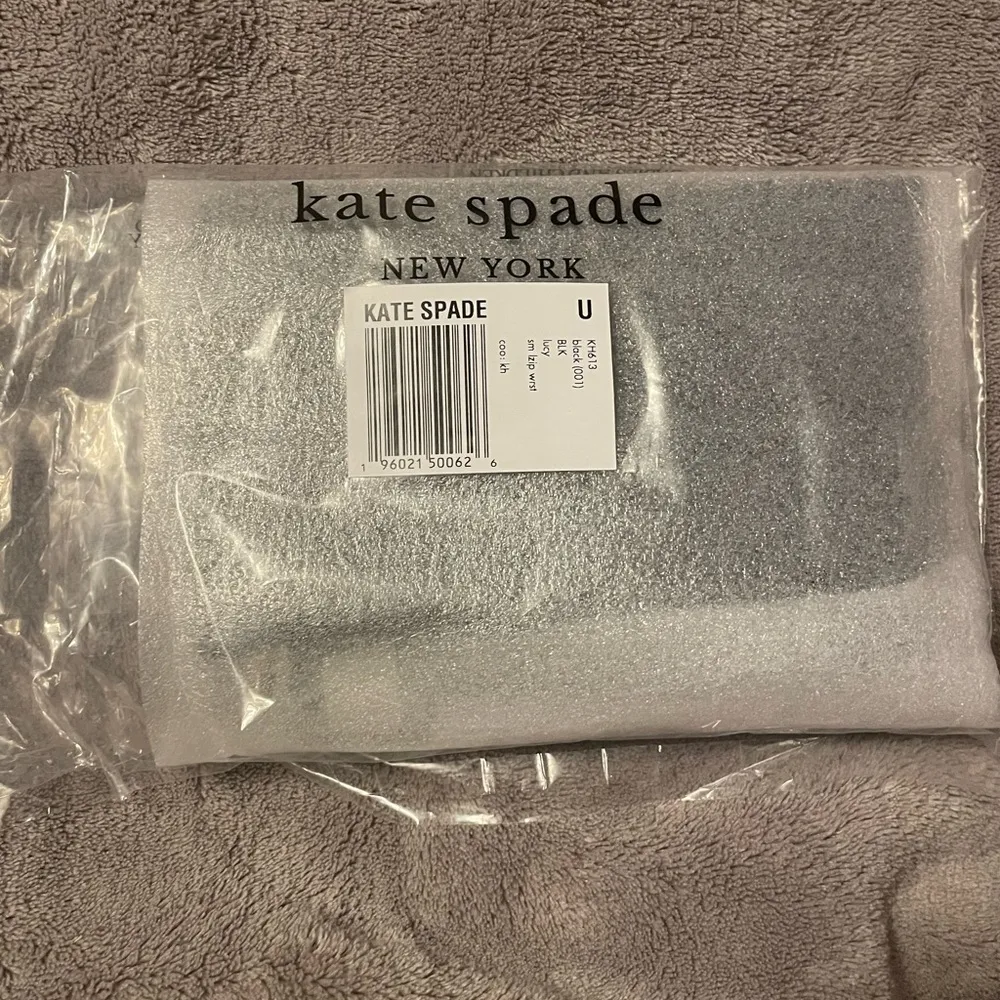 kate spade
NEW YORK
KATE SPADE
U
KH613
black (001)
BLK
lucy
sm lzip wrst
coo: kh
1 96021 50062 6